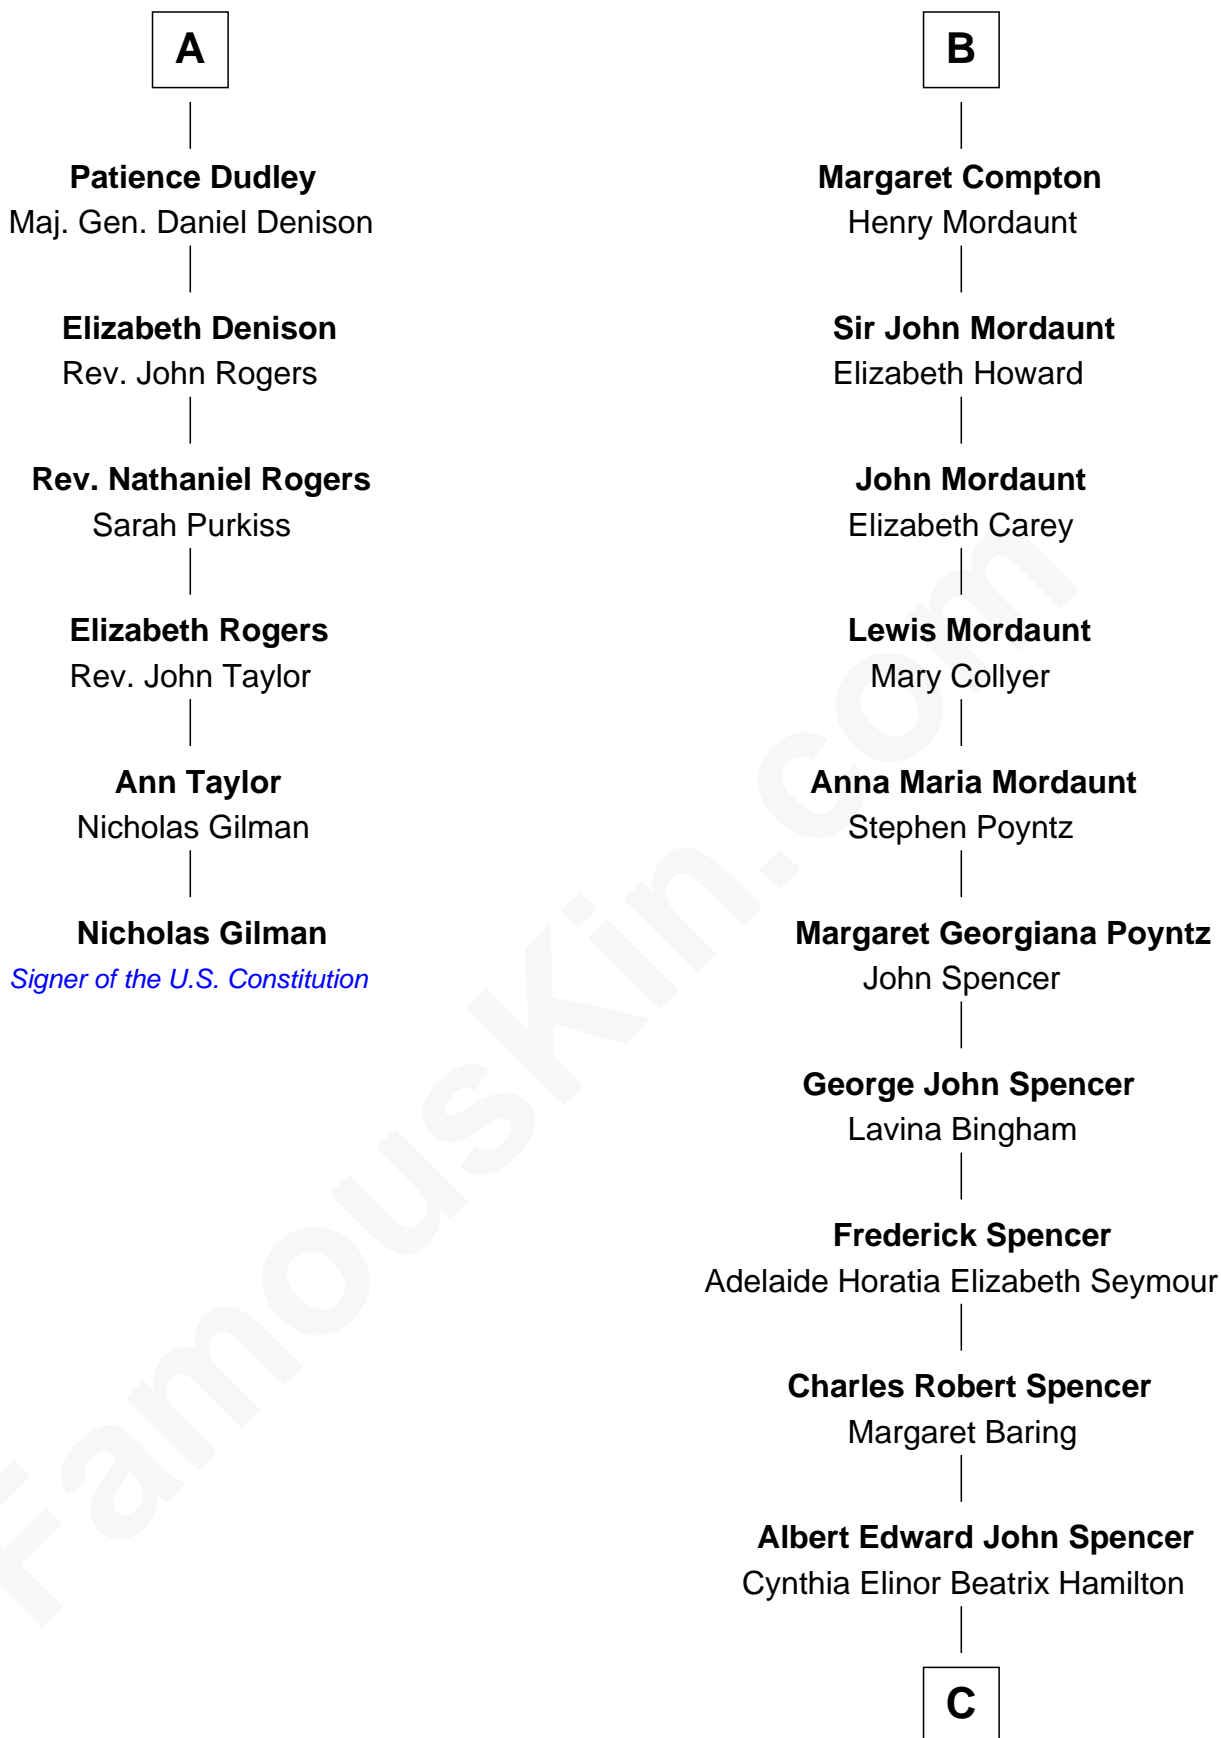 A
Patience Dudley
Maj. Gen. Daniel Denison
Elizabeth Denison
Rev. John Rogers
Rev. Nathaniel Rogers
Sarah Purkiss
Elizabeth Rogers
Rev. John Taylor
Ann Taylor
Nicholas Gilman
Nicholas Gilman
Signer of the U.S. Constitution
B
Margaret Compton
Henry Mordaunt
Sir John Mordaunt
Elizabeth Howard
John Mordaunt
Elizabeth Carey
Lewis Mordaunt
Mary Collyer
Anna Maria Mordaunt
Stephen Poyntz
Margaret Georgiana Poyntz
John Spencer
George John Spencer
Lavina Bingham
Frederick Spencer
Adelaide Horatia Elizabeth Seymour
Charles Robert Spencer
Margaret Baring
Albert Edward John Spencer
Cynthia Elinor Beatrix Hamilton
C
FamousKin.com